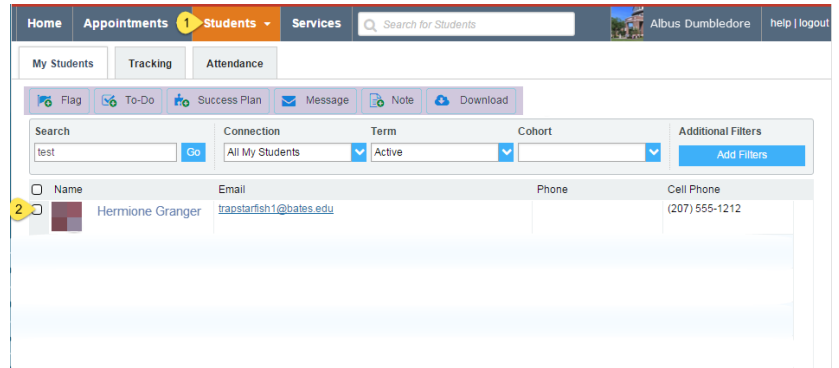 Home Appointments 1 Students Services Search for Students Albus Dumbledore help | logout
My Students Tracking Attendance
Flag To-Do Success Plan Message Note Download
Search Connection Term Cohort Additional Filters
test Go All My Students Active Add Filters
Name Email Phone Cell Phone
2 Hermione Granger trapstarfish1@bates.edu (207) 555-1212